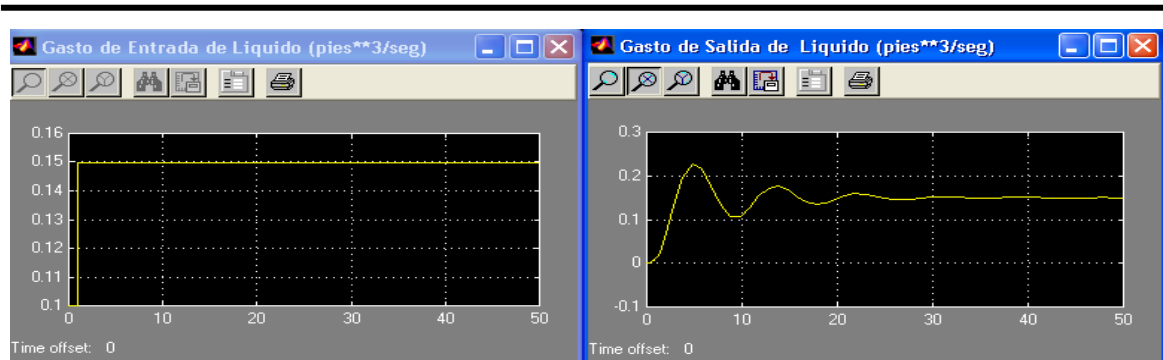 Gasto de Entrada de Liquido (pies**3/seg)
0.16
0.15
0.14
0.13
0.12
0.11
0.1
0 10 20 30 40 50
Time offset: 0
Gasto de Salida de Liquido (pies**3/seg)
0.3
0.2
0.1
0
-0.1
0 10 20 30 40 50
Time offset: 0